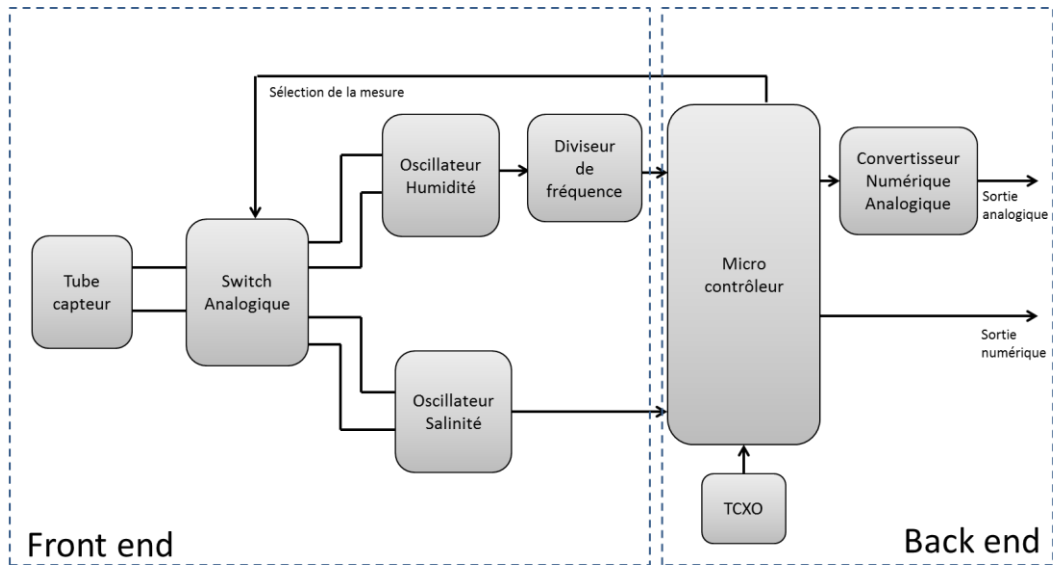 Sélection de la mesure
Oscillateur
Humidité
Diviseur
de
fréquence
Convertisseur
Numérique
Analogique
Sortie
analogique
Tube
capteur
Switch
Analogique
Micro
contrôleur
Sortie
numérique
Oscillateur
Salinité
TCXO
Front end
Back end